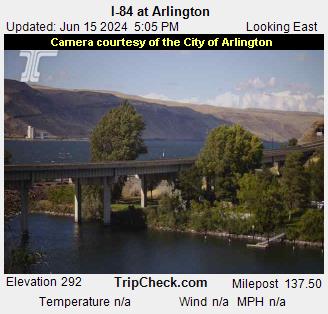 I-84 at Arlington
Updated: Jun 15 2024 5:05 PM Looking East
Camera courtesy of the City of Arlington
Elevation 292 TripCheck.com Milepost 137.50
Temperature n/a Wind n/a MPH n/a